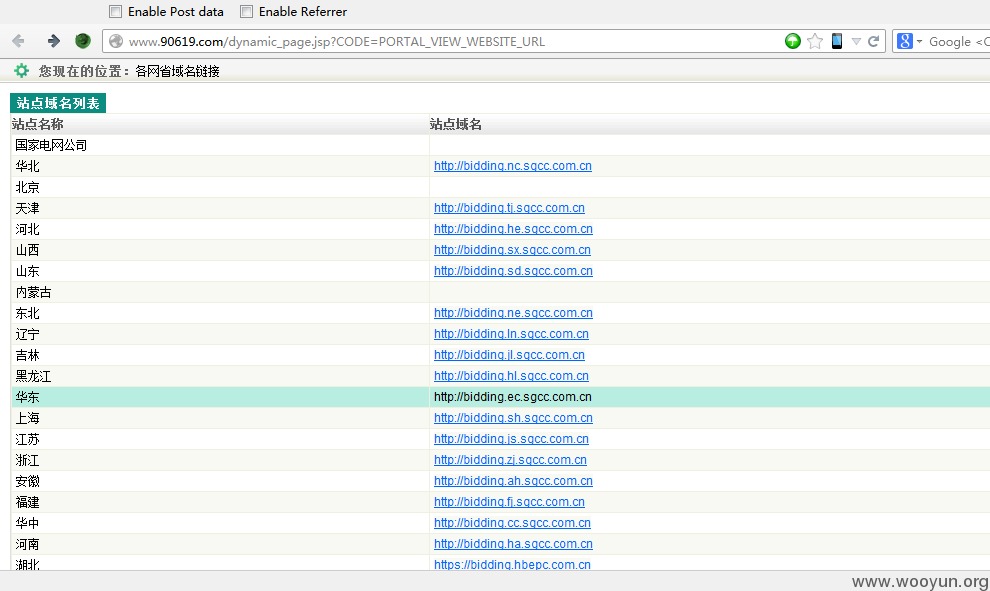 Enable Post data Enable Referrer
www.90619.com/dynamic_page.jsp?CODE=PORTAL_VIEW_WEBSITE_URL
8 Google <C
您现在的位置：各网省域名链接
站点域名列表
站点名称 站点域名
国家电网公司
华北 http://bidding.nc.sgcc.com.cn
北京
天津 http://bidding.tj.sgcc.com.cn
河北 http://bidding.he.sgcc.com.cn
山西 http://bidding.sx.sgcc.com.cn
山东 http://bidding.sd.sgcc.com.cn
内蒙古
东北 http://bidding.ne.sgcc.com.cn
辽宁 http://bidding.ln.sgcc.com.cn
吉林 http://bidding.jl.sgcc.com.cn
黑龙江 http://bidding.hl.sgcc.com.cn
华东 http://bidding.ec.sgcc.com.cn
上海 http://bidding.sh.sgcc.com.cn
江苏 http://bidding.js.sgcc.com.cn
浙江 http://bidding.zj.sgcc.com.cn
安徽 http://bidding.ah.sgcc.com.cn
福建 http://bidding.fj.sgcc.com.cn
华中 http://bidding.cc.sgcc.com.cn
河南 http://bidding.ha.sgcc.com.cn
湖北 https://bidding.hbepc.com.cn
www.wooyun.org